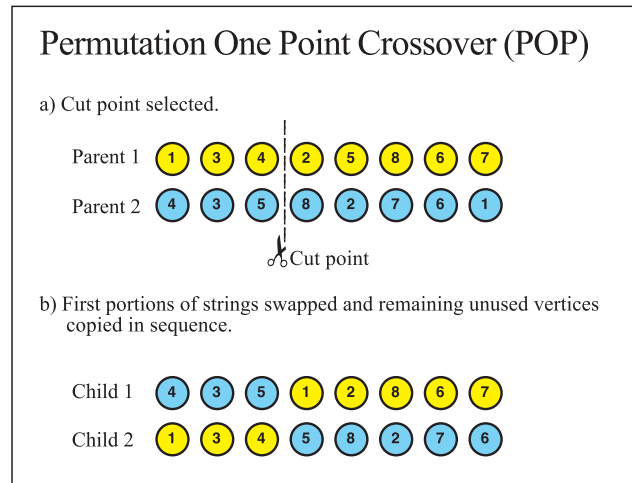 Permutation One Point Crossover (POP)
a) Cut point selected.
Parent 1 1 3 4 2 5 8 6 7
Parent 2 4 3 5 8 2 7 6 1
Cut point
b) First portions of strings swapped and remaining unused vertices
copied in sequence.
Child 1 4 3 5 1 2 8 6 7
Child 2 1 3 4 5 8 2 7 6